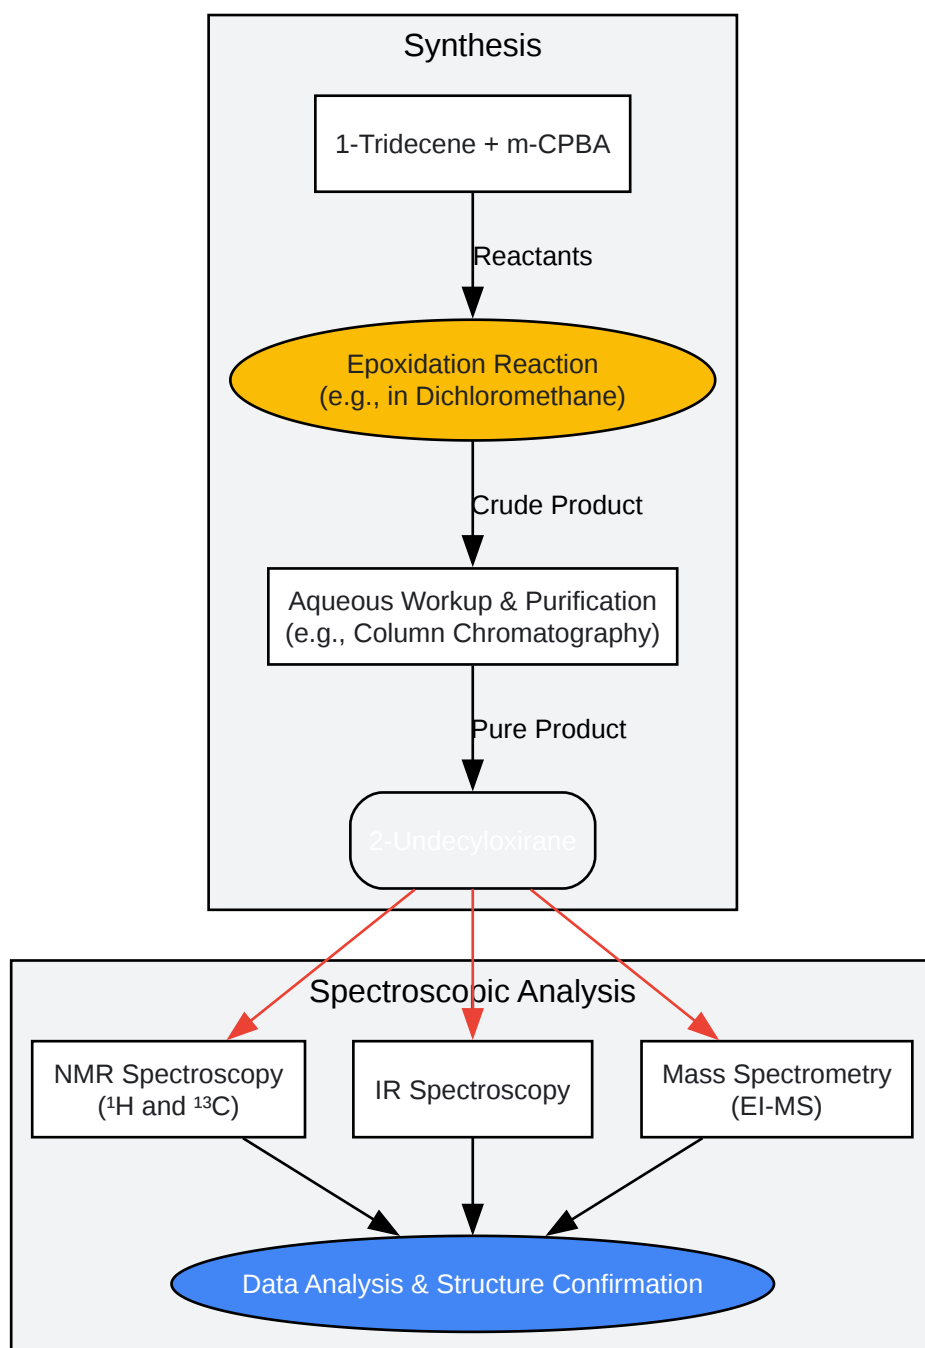 Synthesis
1-Tridecene + m-CPBA
Reactants
Epoxidation Reaction
(e.g., in Dichloromethane)
Crude Product
Aqueous Workup & Purification
(e.g., Column Chromatography)
Pure Product
2-Undecyloxirane
Spectroscopic Analysis
NMR Spectroscopy
(¹H and ¹³C)
IR Spectroscopy
Mass Spectrometry
(EI-MS)
Data Analysis & Structure Confirmation